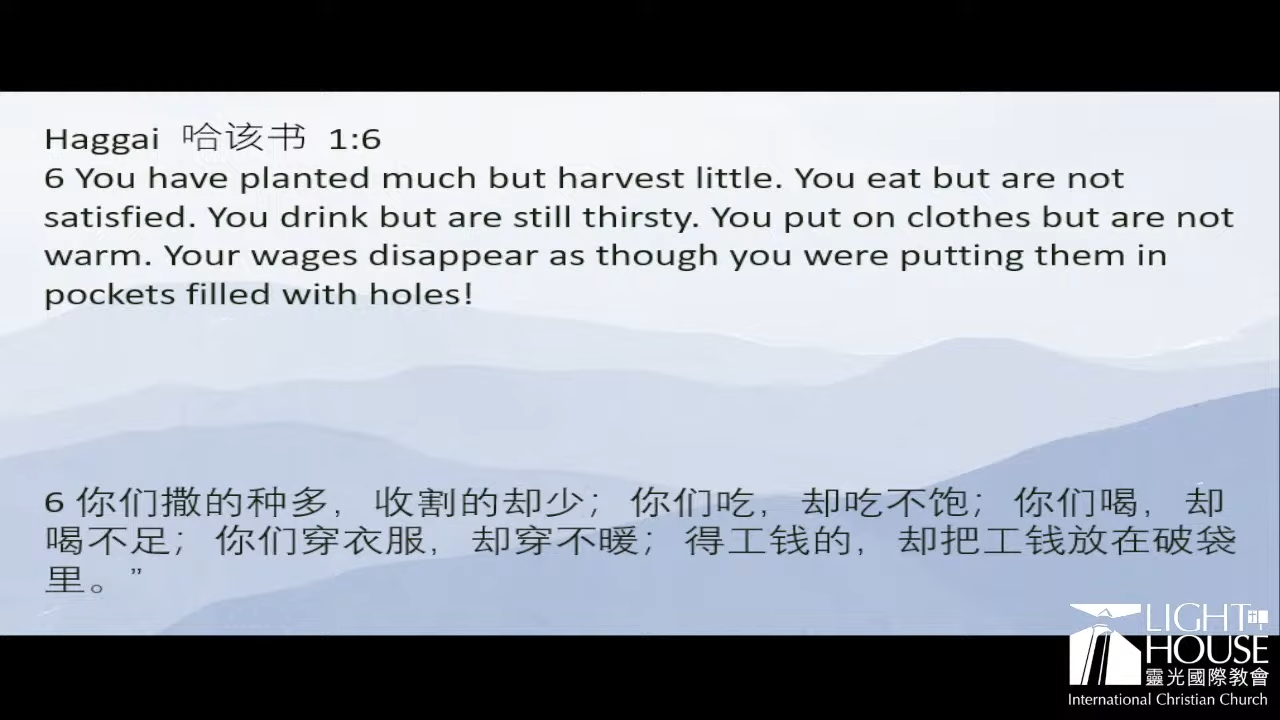 Haggai 哈该书 1:6
6 You have planted much but harvest little. You eat but are not
satisfied. You drink but are still thirsty. You put on clothes but are not
warm. Your wages disappear as though you were putting them in
pockets filled with holes!
6 你们撒的种多，收割的却少；你们吃，却吃不饱；你们喝，却
喝不足；你们穿衣服，却穿不暖；得工钱的，却把工钱放在破袋
里。”
LIGHT
HOUSE
靈光國際教會
International Christian Church